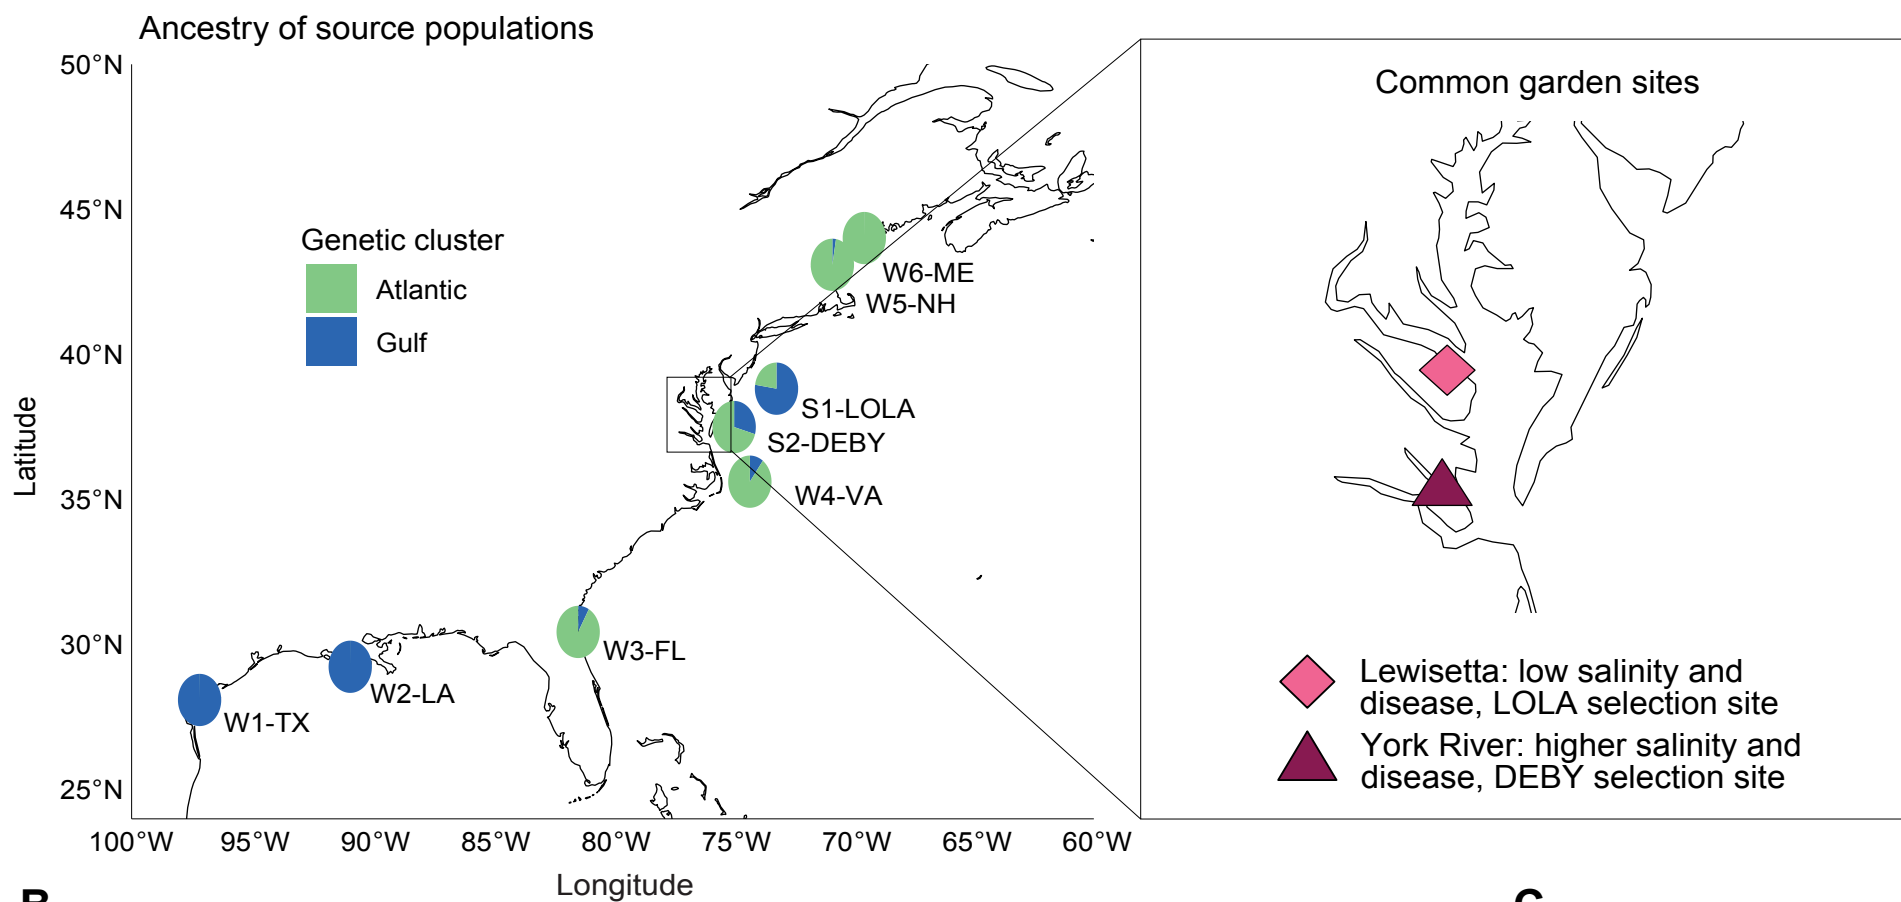 Ancestry of source populations
Common garden sites
50°N
45°N
40°N
35°N
30°N
25°N
Latitude
Genetic cluster
Atlantic
Gulf
W6-ME
W5-NH
S1-LOLA
S2-DEBY
W4-VA
W3-FL
W2-LA
W1-TX
100°W 95°W 90°W 85°W 80°W 75°W 70°W 65°W 60°W
Longitude
Lewisetta: low salinity and
disease, LOLA selection site
York River: higher salinity and
disease, DEBY selection site